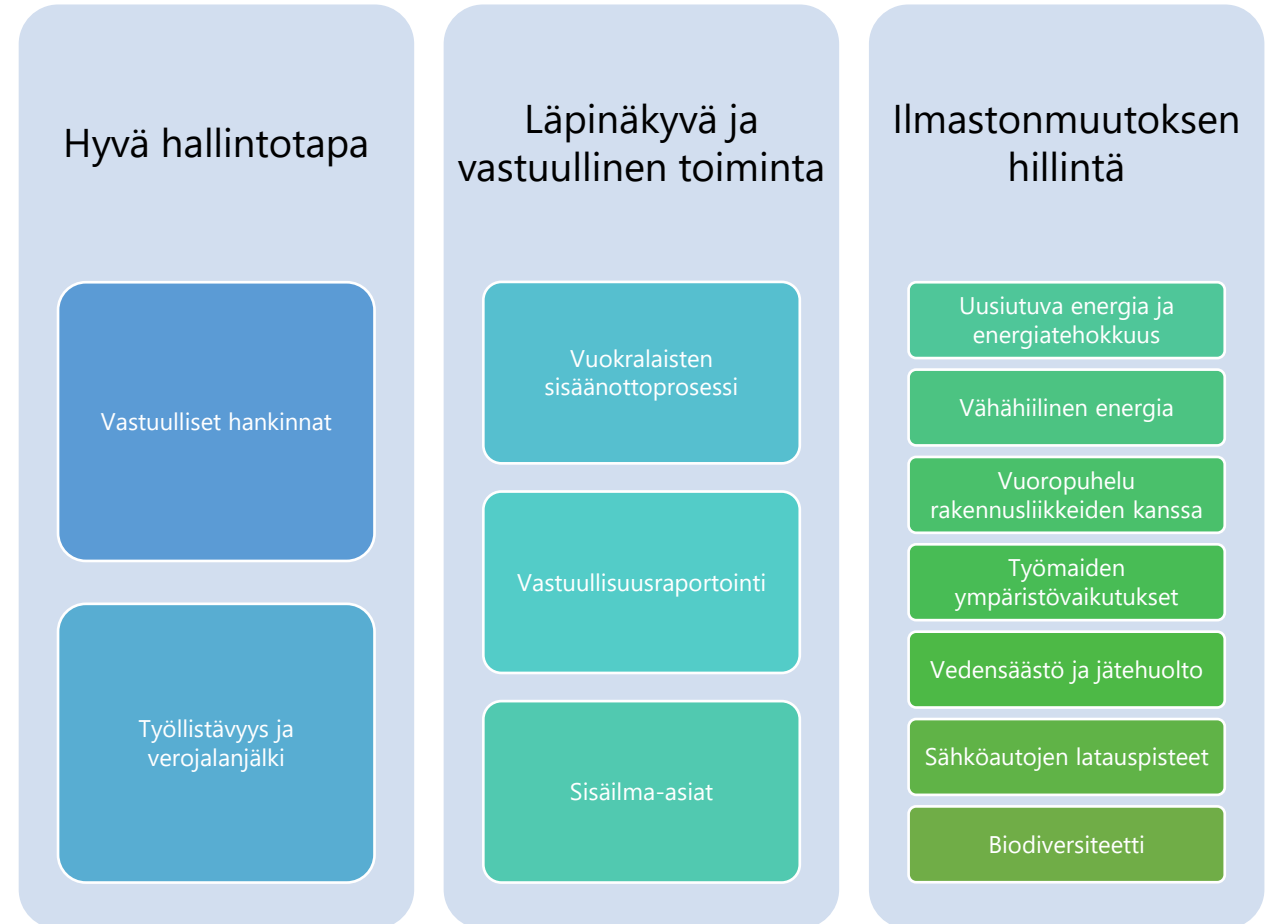 Hyvä hallintotapa
Vastuulliset hankinnat
Työllistävyys ja
verojalanjälki
Läpinäkyvä ja
vastuullinen toiminta
Vuokralaisten
sisäänottoprosessi
Vastuullisuusraportointi
Sisäilma-asiat
Ilmastonmuutoksen
hillintä
Uusiutuva energia ja
energiatehokkuus
Vähähiilinen energia
Vuoropuhelu
rakennusliikkeiden kanssa
Työmaiden
ympäristövaikutukset
Vedensäästö ja jätehuolto
Sähköautojen latauspisteet
Biodiversiteetti